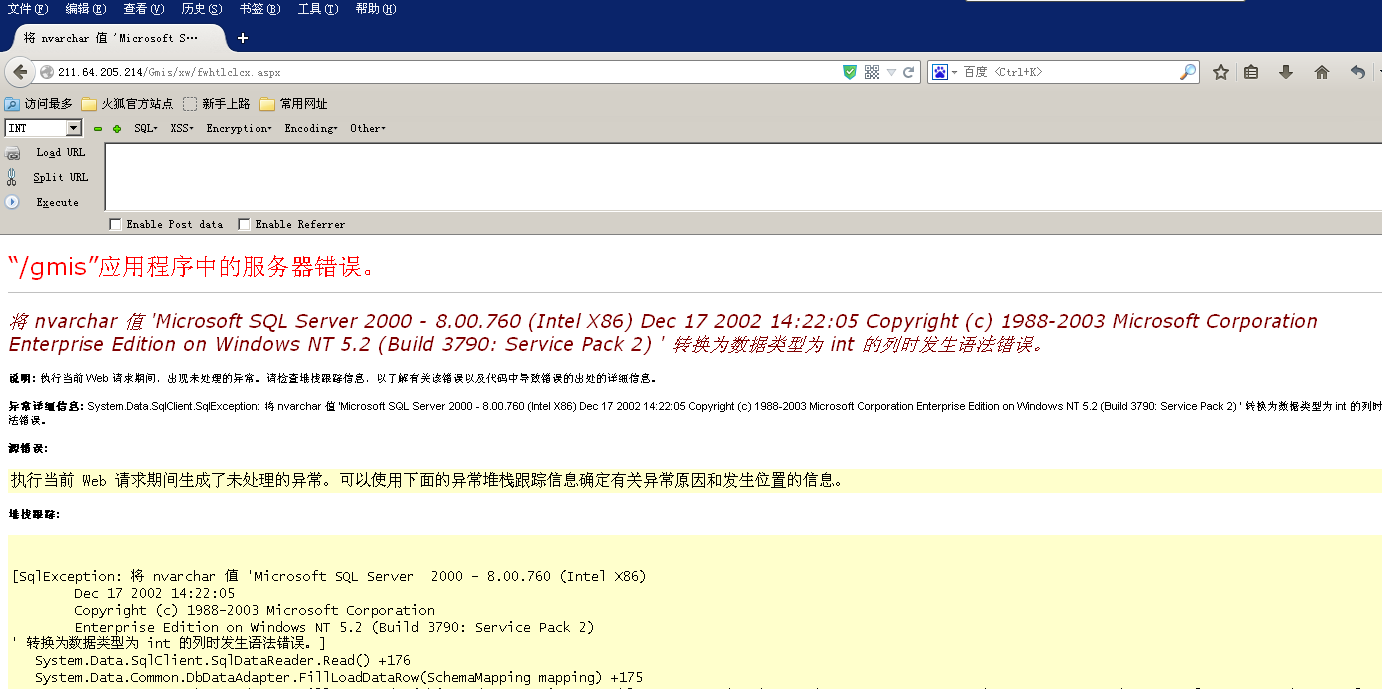 文件(F) 编辑(E) 查看(V) 历史(S) 书签(B) 工具(T) 帮助(H)
将 nvarchar 值 'Microsoft S…
211.64.205.214/Gmis/xw/fwhtlclcx.aspx 百度 <Ctrl+K>
访问最多 火狐官方站点 新手上路 常用网址
INT SQL XSS Encryption Encoding Other
Load URL
Split URL
Execute
Enable Post data Enable Referrer
“/gmis”应用程序中的服务器错误。
将 nvarchar 值 'Microsoft SQL Server 2000 - 8.00.760 (Intel X86) Dec 17 2002 14:22:05 Copyright (c) 1988-2003 Microsoft Corporation
Enterprise Edition on Windows NT 5.2 (Build 3790: Service Pack 2) ' 转换为数据类型为 int 的列时发生语法错误。
说明: 执行当前 Web 请求期间，出现未处理的异常。请检查堆栈跟踪信息，以了解有关该错误以及代码中导致错误的出处的详细信息。
异常详细信息: System.Data.SqlClient.SqlException: 将 nvarchar 值 'Microsoft SQL Server 2000 - 8.00.760 (Intel X86) Dec 17 2002 14:22:05 Copyright (c) 1988-2003 Microsoft Corporation Enterprise Edition on Windows NT 5.2 (Build 3790: Service Pack 2) ' 转换为数据类型为 int 的列时
法错误。
源错误:
执行当前 Web 请求期间生成了未处理的异常。可以使用下面的异常堆栈跟踪信息确定有关异常原因和发生位置的信息。
堆栈跟踪:
[SqlException: 将 nvarchar 值 'Microsoft SQL Server  2000 - 8.00.760 (Intel X86)
Dec 17 2002 14:22:05
Copyright (c) 1988-2003 Microsoft Corporation
Enterprise Edition on Windows NT 5.2 (Build 3790: Service Pack 2)
' 转换为数据类型为 int 的列时发生语法错误。]
System.Data.SqlClient.SqlDataReader.Read() +176
System.Data.Common.DbDataAdapter.FillLoadDataRow(SchemaMapping mapping) +175